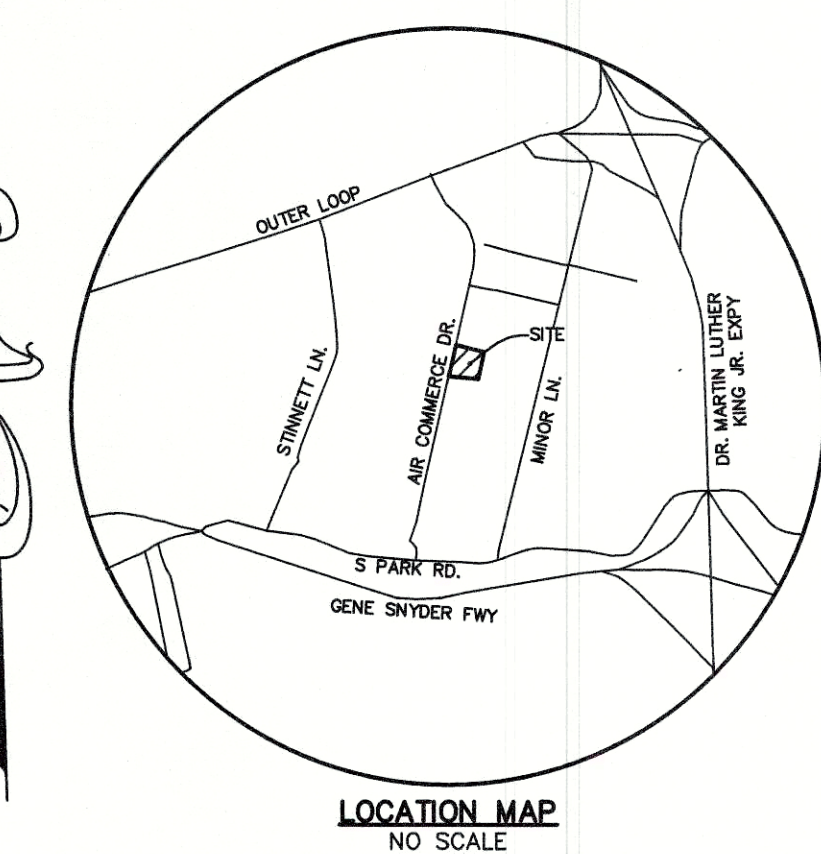 OUTER LOOP
STINNETT LN.
AIR COMMERCE DR.
SITE
MINOR LN.
DR. MARTIN LUTHER
KING JR. EXPY
S PARK RD.
GENE SNYDER FWY
LOCATION MAP
NO SCALE